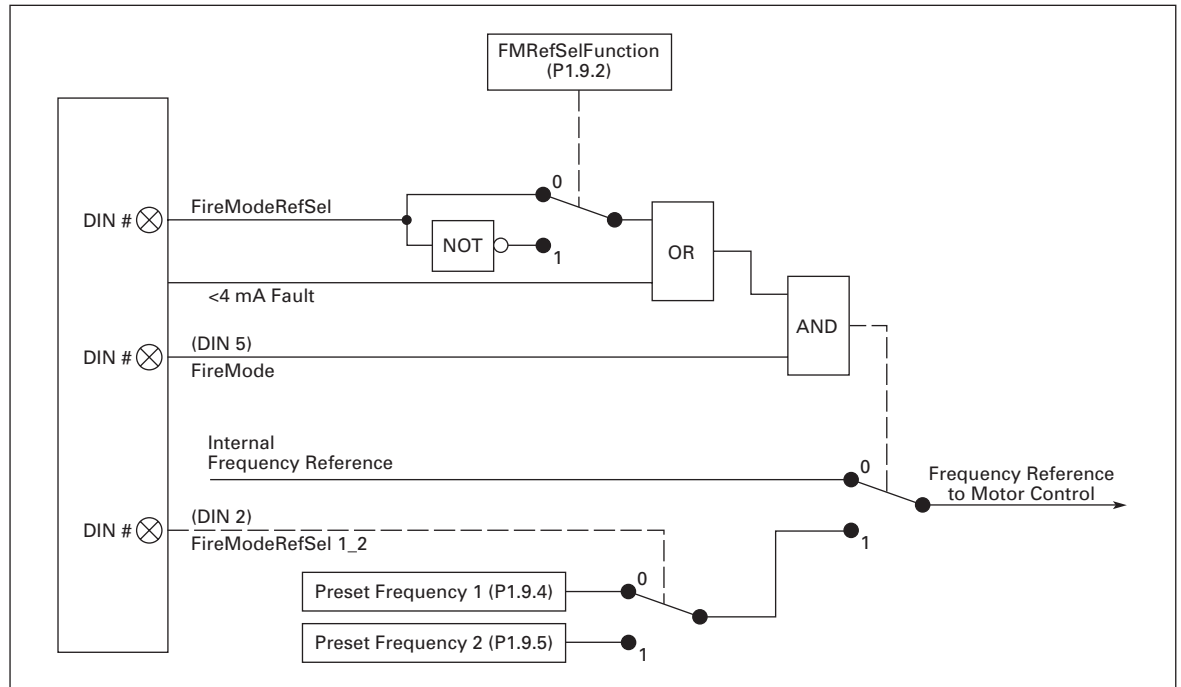 FMRefSelFunction
(P1.9.2)
0
DIN #
FireModeRefSel
NOT
1
OR
<4 mA Fault
AND
(DIN 5)
DIN #
FireMode
Internal
Frequency Reference
0
Frequency Reference
to Motor Control
(DIN 2)
DIN #
FireModeRefSel 1_2
1
0
Preset Frequency 1 (P1.9.4)
Preset Frequency 2 (P1.9.5)
1